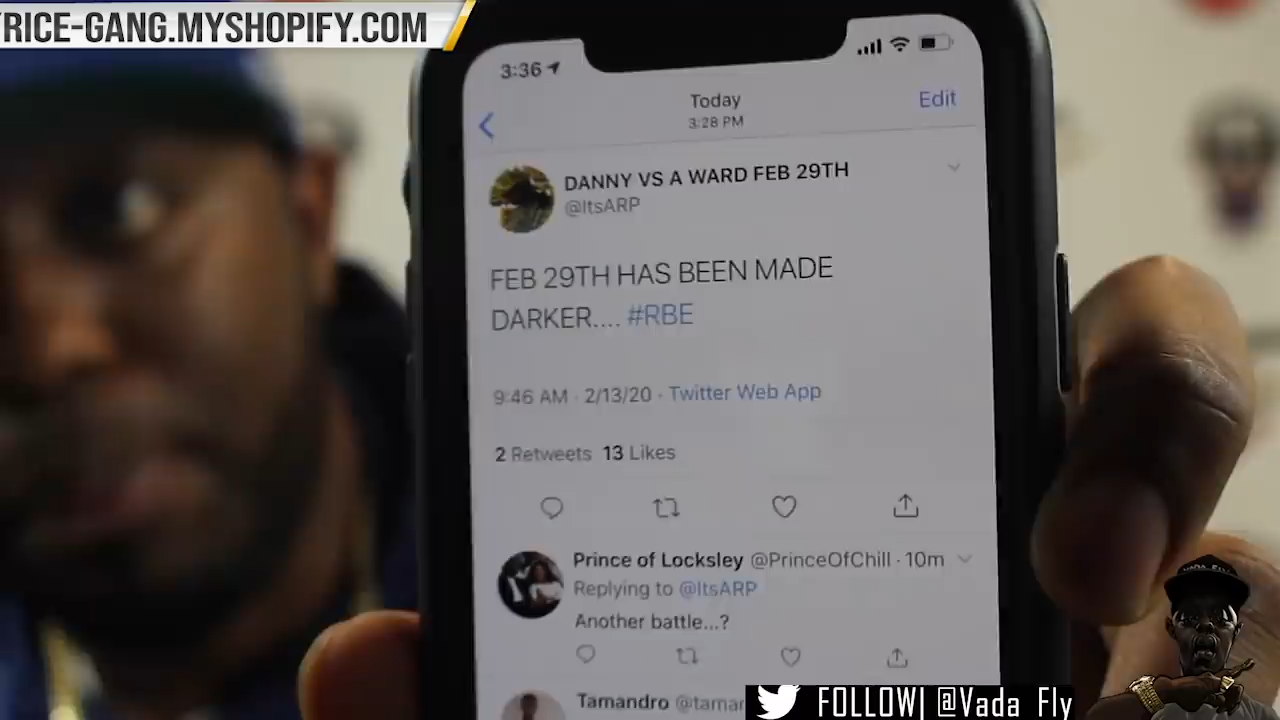 RICE-GANG.MYSHOPIFY.COM
3:36
Today
3:28 PM
Edit
DANNY VS A WARD FEB 29TH
@ItsARP
FEB 29TH HAS BEEN MADE
DARKER.... #RBE
9:46 AM · 2/13/20 · Twitter Web App
2 Retweets 13 Likes
Prince of Locksley @PrinceOfChill · 10m
Replying to @ItsARP
Another battle...?
Tamandro @tamar
FOLLOW| @Vada_Fly